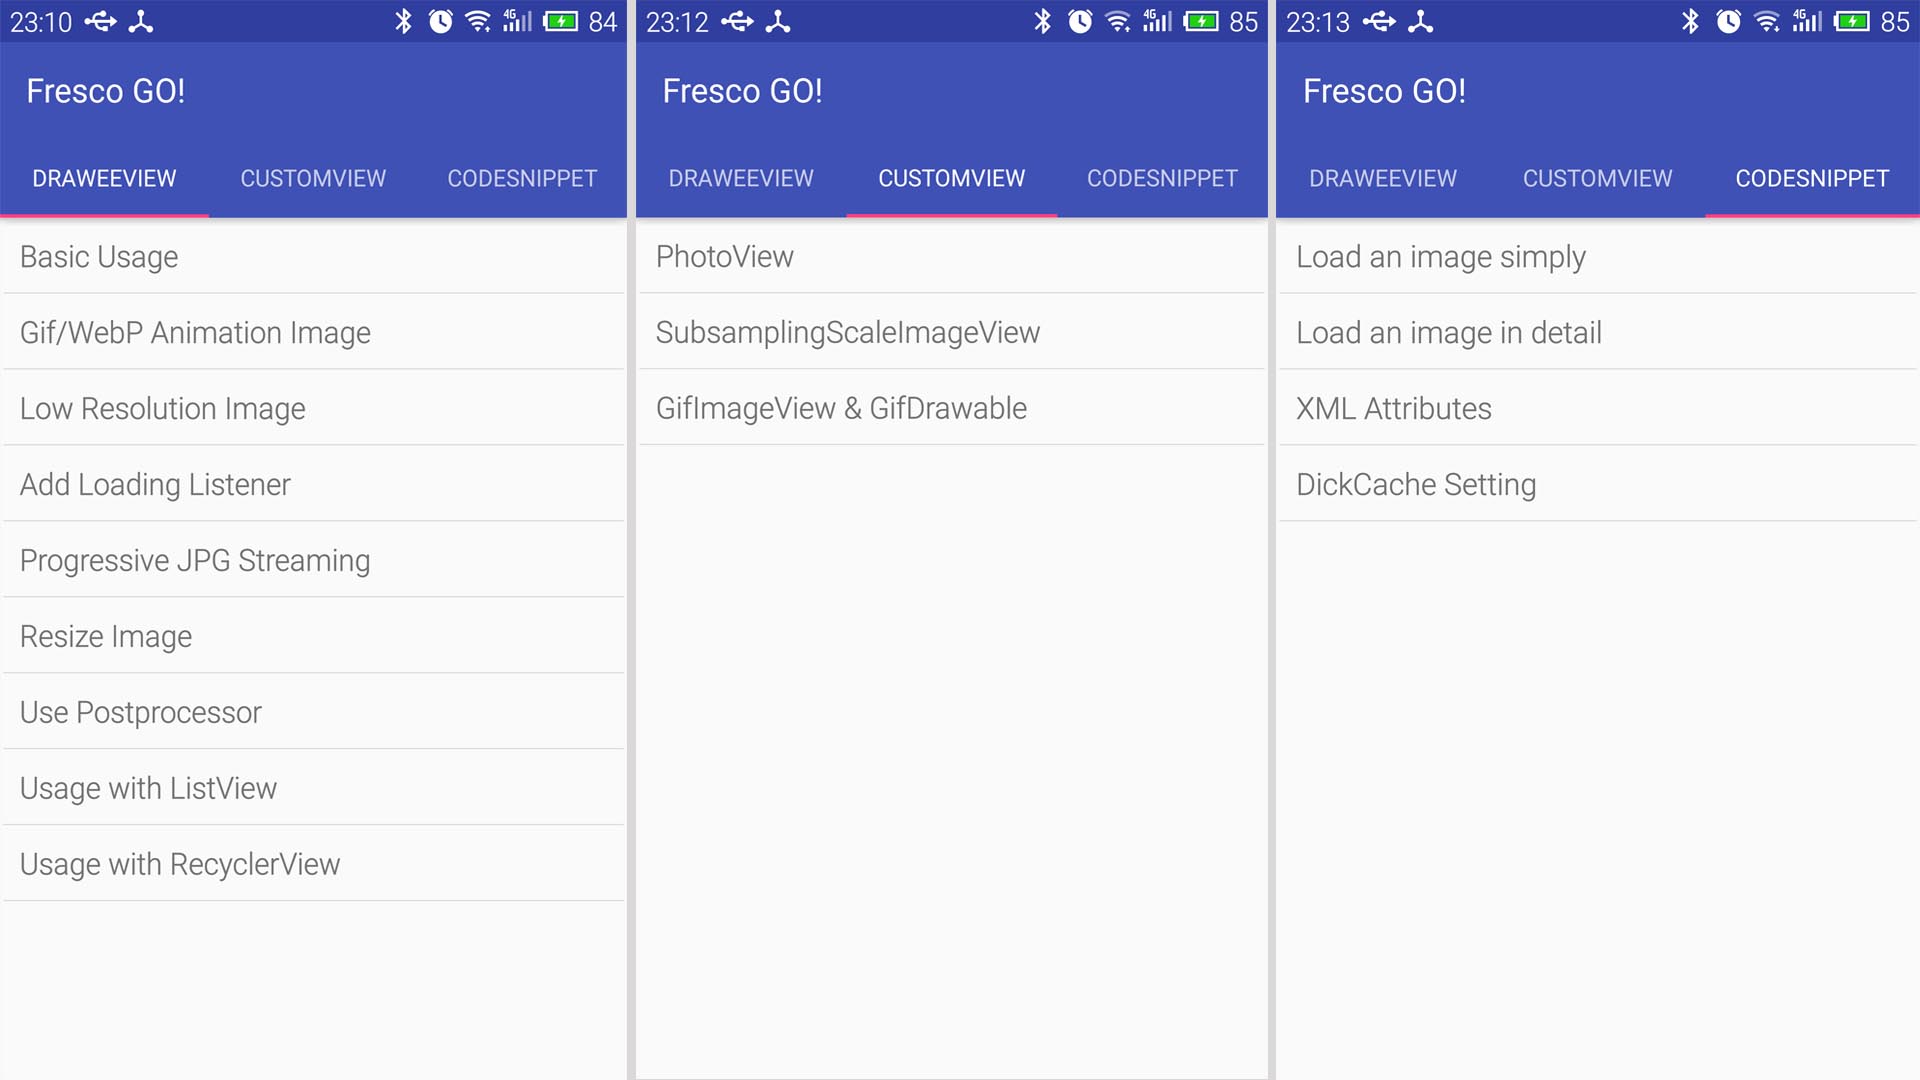 23:10 4G 84
Fresco GO!
DRAWEEVIEW CUSTOMVIEW CODESNIPPET
Basic Usage
Gif/WebP Animation Image
Low Resolution Image
Add Loading Listener
Progressive JPG Streaming
Resize Image
Use Postprocessor
Usage with ListView
Usage with RecyclerView
23:12 4G 85
Fresco GO!
DRAWEEVIEW CUSTOMVIEW CODESNIPPET
PhotoView
SubsamplingScaleImageView
GifImageView & GifDrawable
23:13 4G 85
Fresco GO!
DRAWEEVIEW CUSTOMVIEW CODESNIPPET
Load an image simply
Load an image in detail
XML Attributes
DickCache Setting